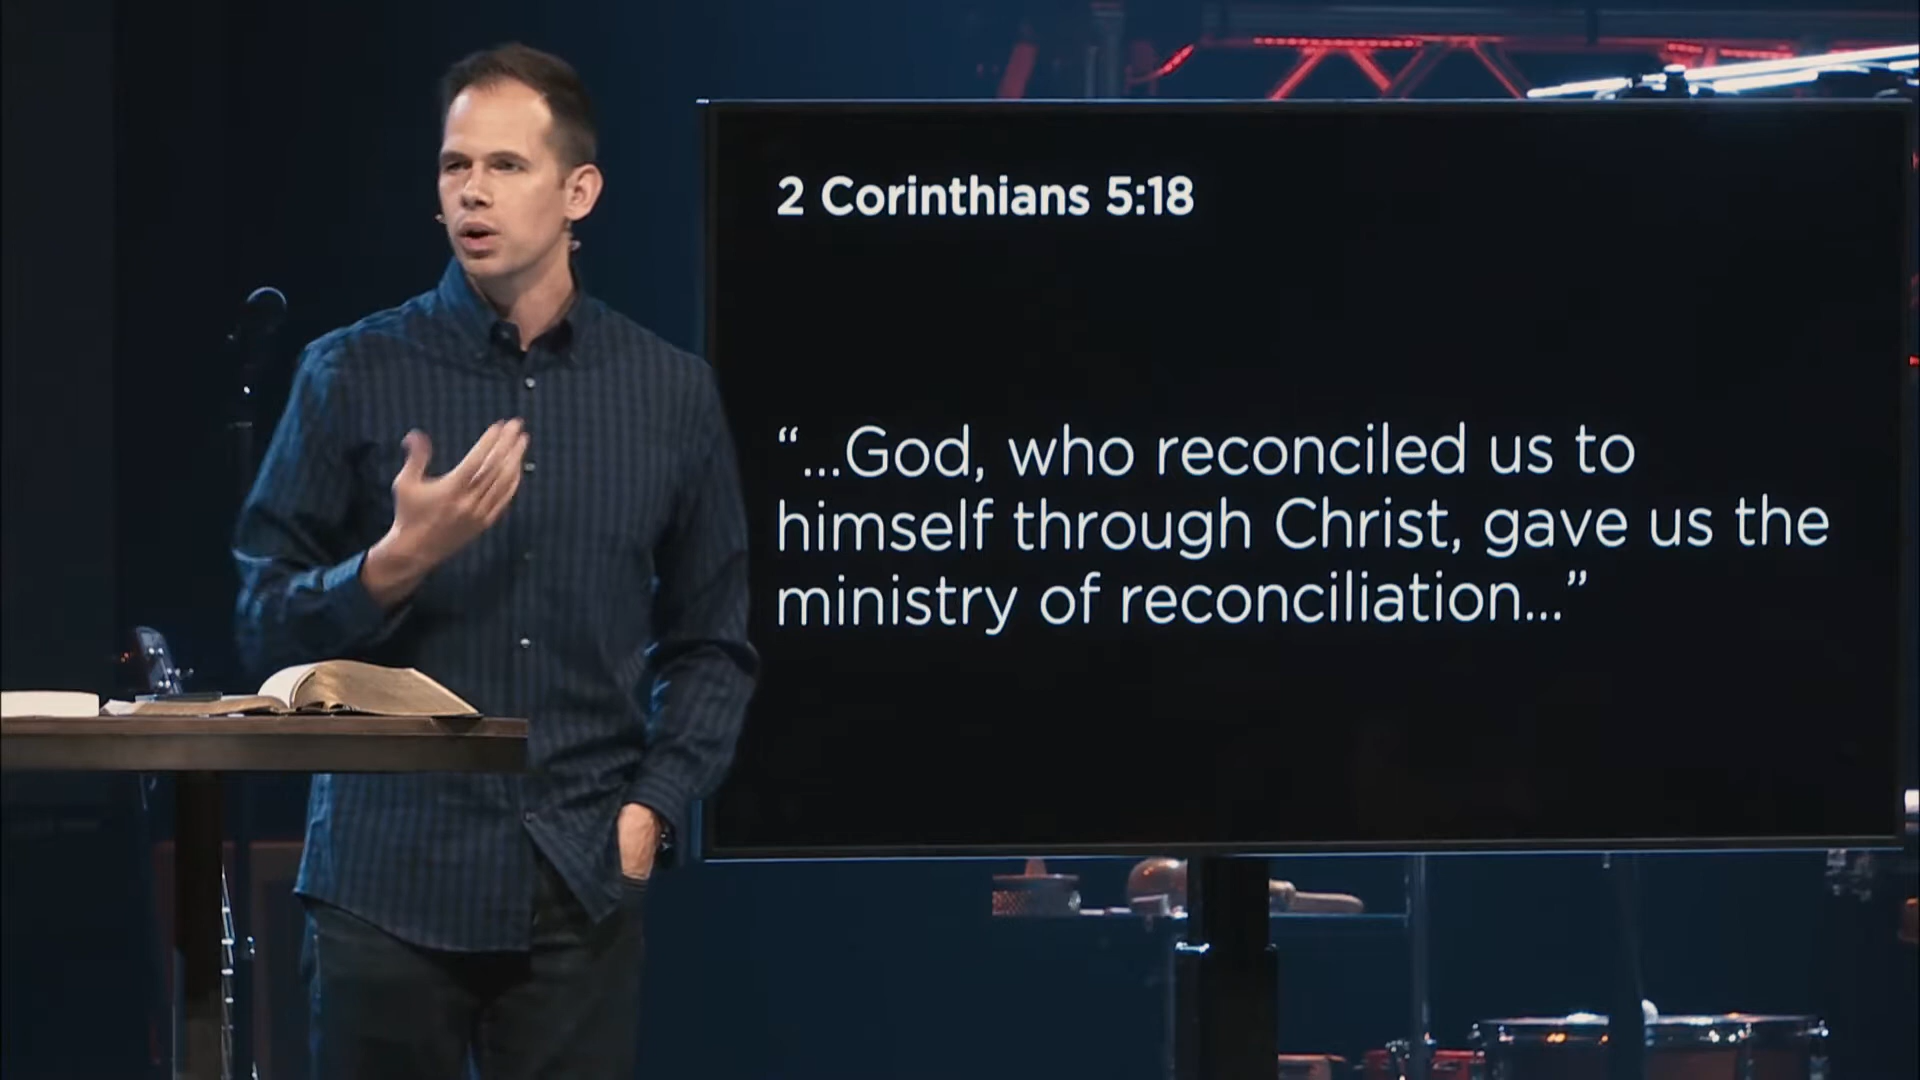 2 Corinthians 5:18
“...God, who reconciled us to
himself through Christ, gave us the
ministry of reconciliation...”